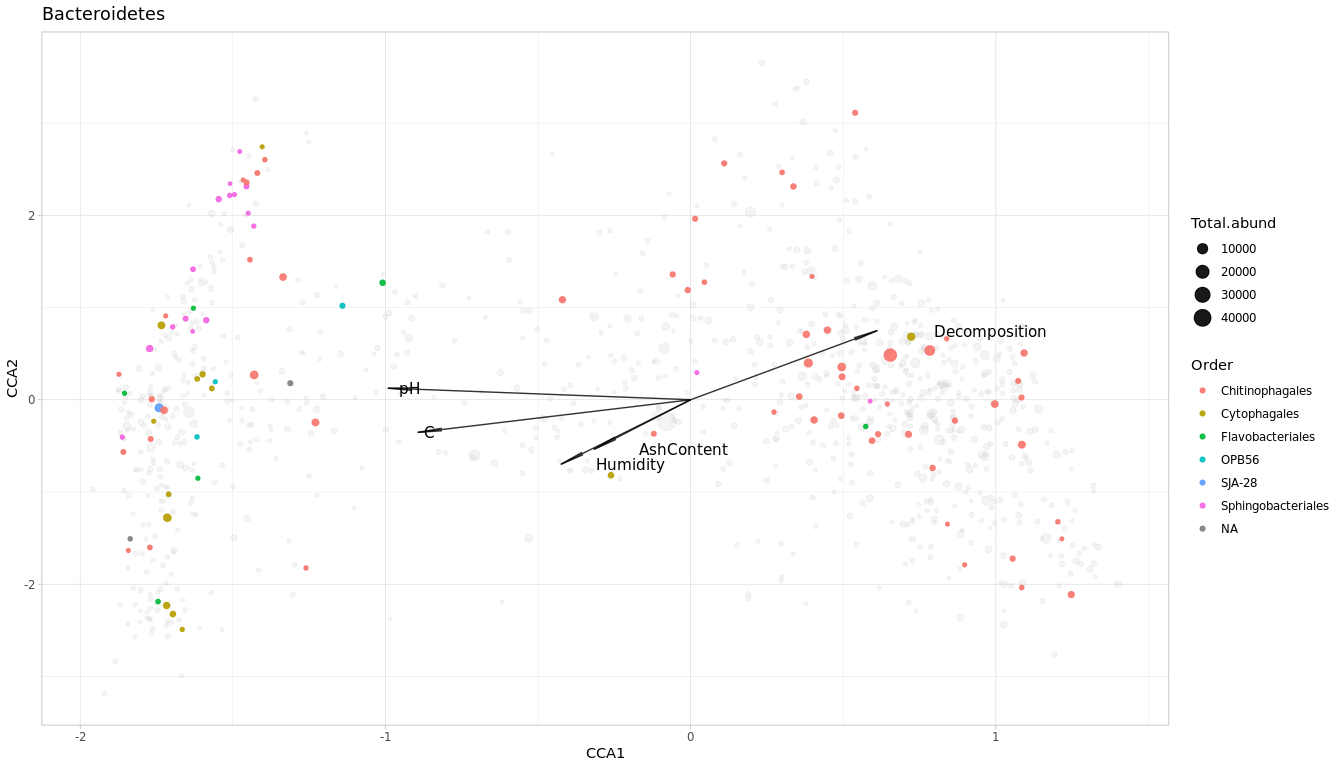 Bacteroidetes
CCA2
2
0
-2
-2
-1
0
1
CCA1
Decomposition
pH
C
AshContent
Humidity
Total.abund
10000
20000
30000
40000
Order
Chitinophagales
Cytophagales
Flavobacteriales
OPB56
SJA-28
Sphingobacteriales
NA